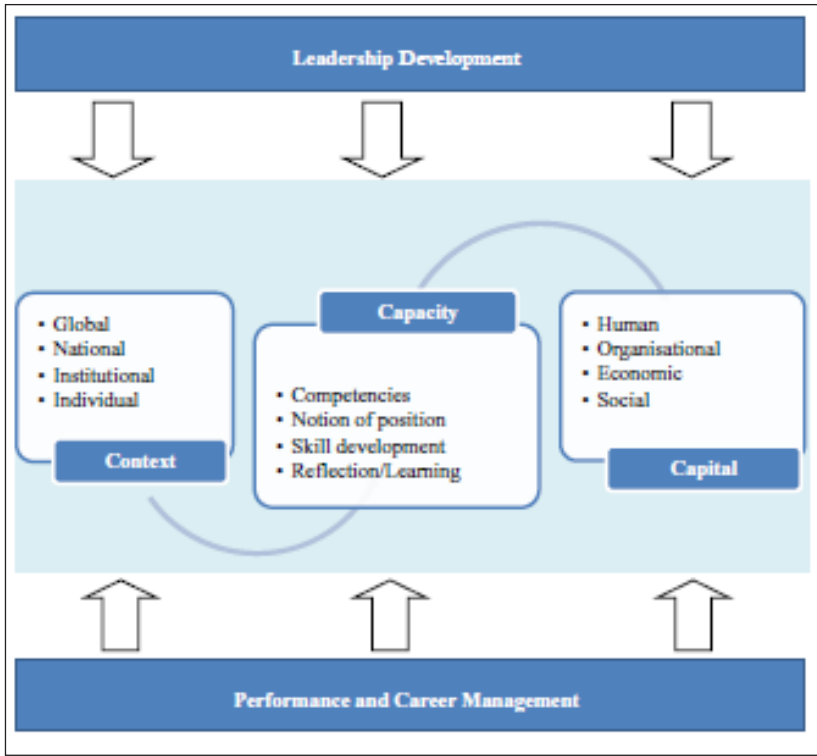 Leadership Development
• Global
• National
• Institutional
• Individual
Context
Capacity
• Competencies
• Notion of position
• Skill development
• Reflection/Learning
• Human
• Organisational
• Economic
• Social
Capital
Performance and Career Management